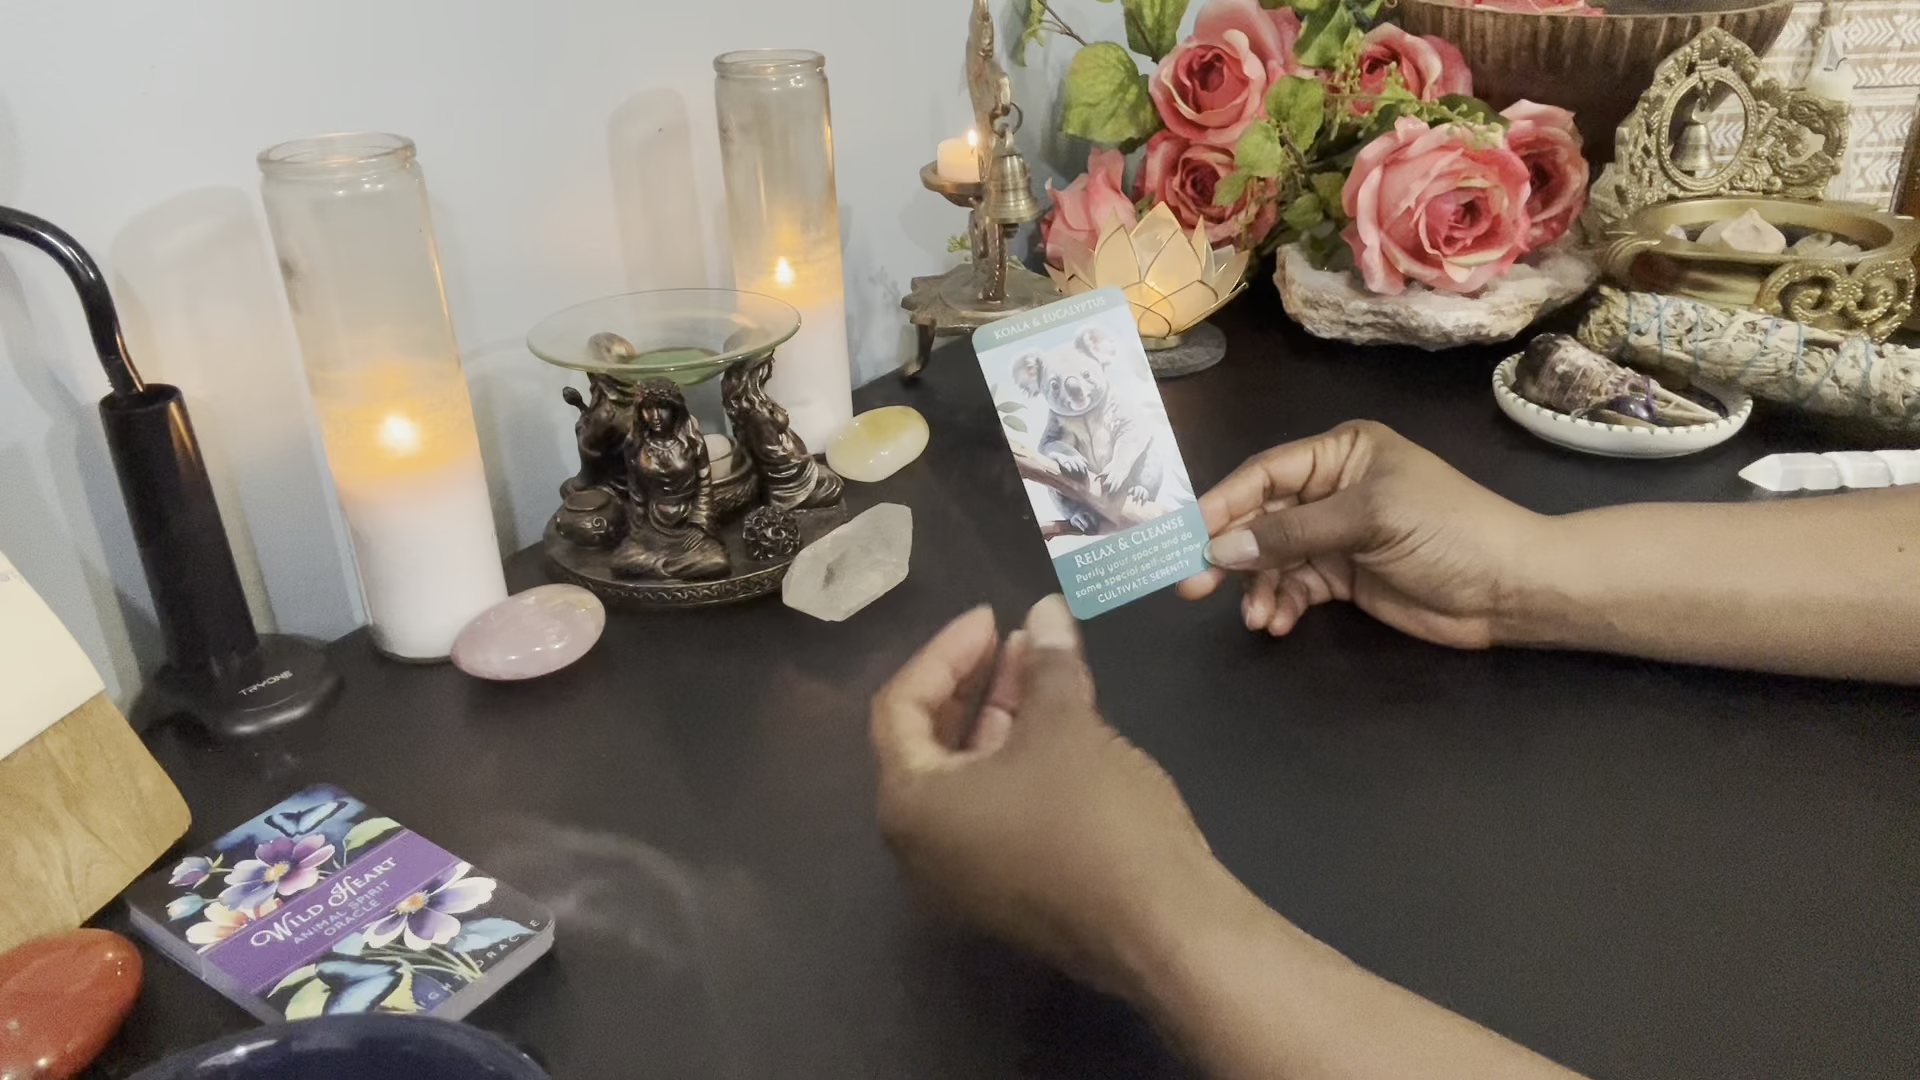 KOALA & EUCALYPTUS
RELAX & CLEANSE
Purify your space and do
some special self-care now
CULTIVATE SERENITY
TRYONE
WILD HEART
ANIMAL SPIRIT
ORACLE